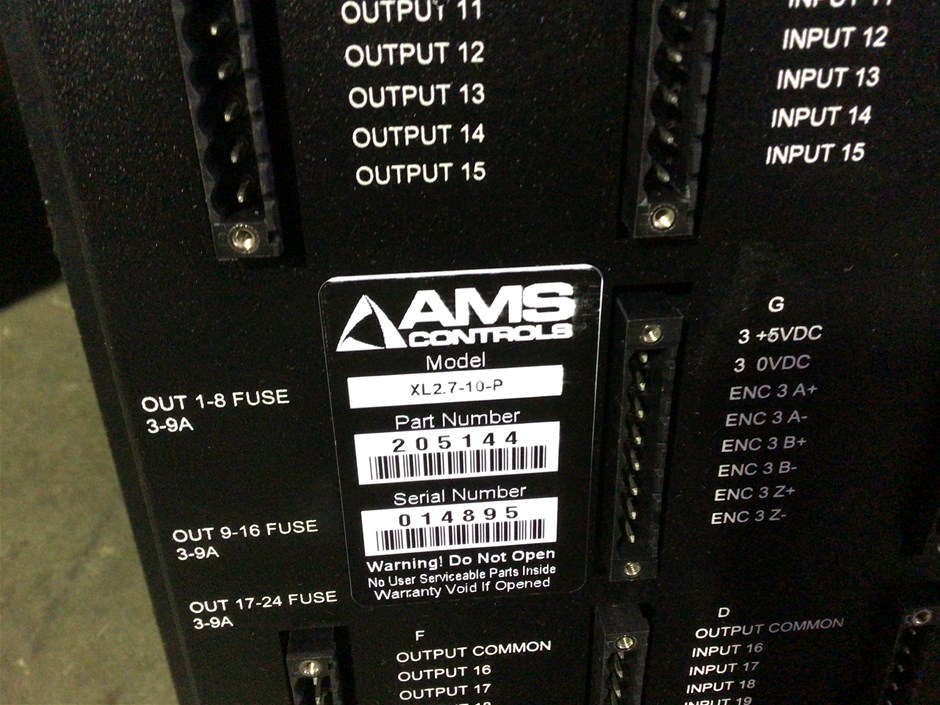 OUTPUT 11
OUTPUT 12
OUTPUT 13
OUTPUT 14
OUTPUT 15
INPUT 11
INPUT 12
INPUT 13
INPUT 14
INPUT 15
AMS
CONTROLS
Model
XL2.7-10-P
Part Number
205144
Serial Number
014895
Warning! Do Not Open
No User Serviceable Parts Inside
Warranty Void If Opened
OUT 1-8 FUSE
3-9A
OUT 9-16 FUSE
3-9A
OUT 17-24 FUSE
3-9A
G
3 +5VDC
3 0VDC
ENC 3 A+
ENC 3 A-
ENC 3 B+
ENC 3 B-
ENC 3 Z+
ENC 3 Z-
F
OUTPUT COMMON
OUTPUT 16
OUTPUT 17
D
OUTPUT COMMON
INPUT 16
INPUT 17
INPUT 18
INPUT 19